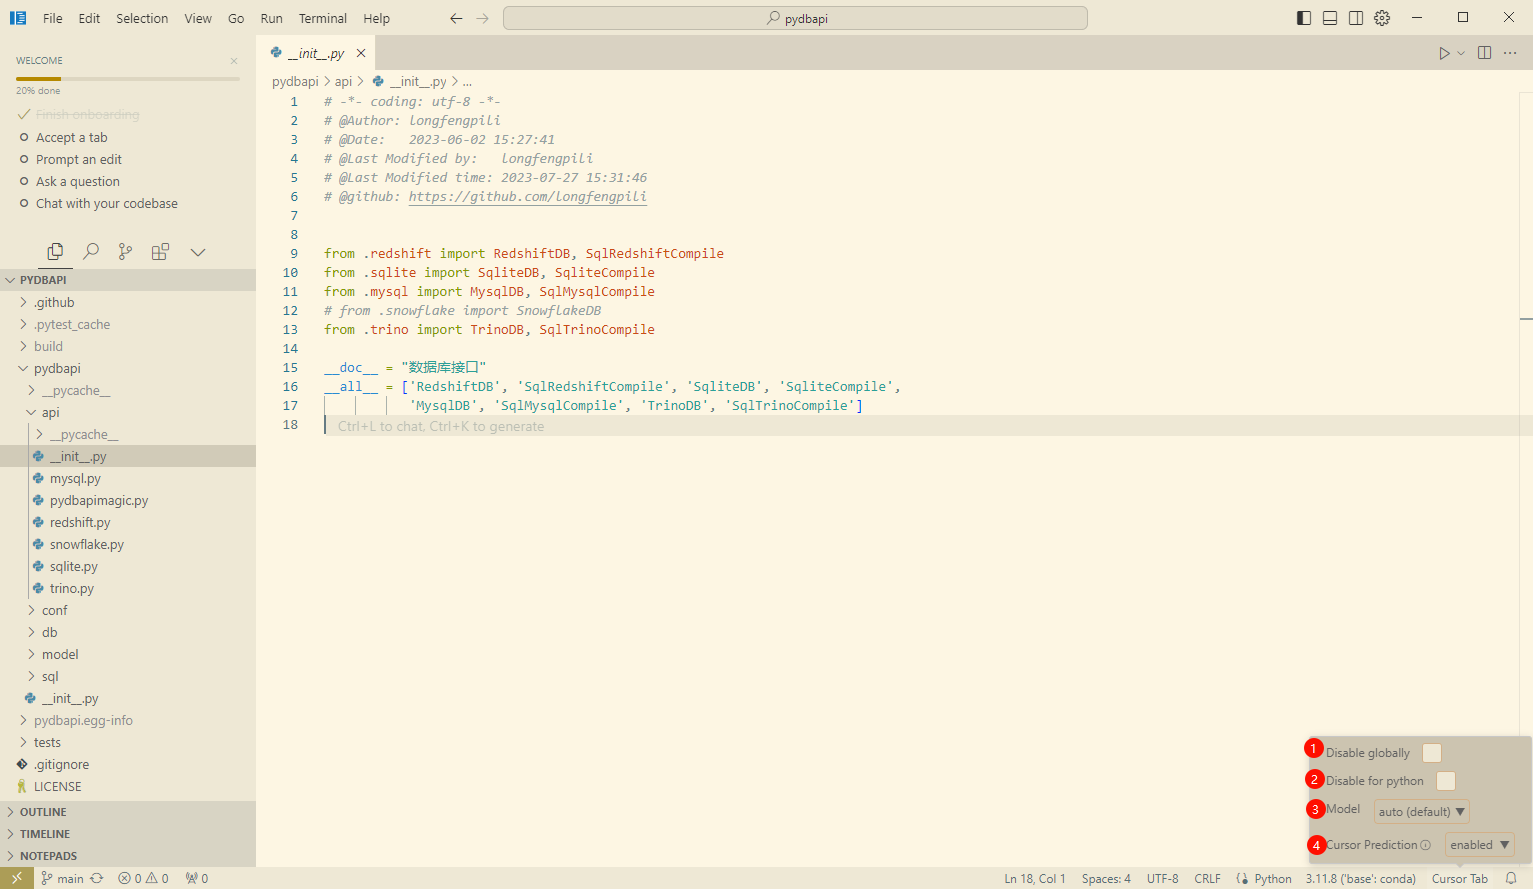 File Edit Selection View Go Run Terminal Help
pydbapi
WELCOME
20% done
Finish onboarding
Accept a tab
Prompt an edit
Ask a question
Chat with your codebase
PYDBAPI
.github
.pytest_cache
build
pydbapi
__pycache__
api
__pycache__
__init__.py
mysql.py
pydbapimagic.py
redshift.py
snowflake.py
sqlite.py
trino.py
conf
db
model
sql
__init__.py
pydbapi.egg-info
tests
.gitignore
LICENSE
OUTLINE
TIMELINE
NOTEPADS
__init__.py
pydbapi > api > __init__.py > ...
1 # -*- coding: utf-8 -*-
2 # @Author: longfengpili
3 # @Date:   2023-06-02 15:27:41
4 # @Last Modified by:   longfengpili
5 # @Last Modified time: 2023-07-27 15:31:46
6 # @github: https://github.com/longfengpili
7
8
9 from .redshift import RedshiftDB, SqlRedshiftCompile
10 from .sqlite import SqliteDB, SqliteCompile
11 from .mysql import MysqlDB, SqlMysqlCompile
12 # from .snowflake import SnowflakeDB
13 from .trino import TrinoDB, SqlTrinoCompile
14
15 __doc__ = "数据库接口"
16 __all__ = ['RedshiftDB', 'SqlRedshiftCompile', 'SqliteDB', 'SqliteCompile',
17 'MysqlDB', 'SqlMysqlCompile', 'TrinoDB', 'SqlTrinoCompile']
18 Ctrl+L to chat, Ctrl+K to generate
1 Disable globally
2 Disable for python
3 Model auto (default)
4 Cursor Prediction enabled
main 0 0 0 Ln 18, Col 1 Spaces: 4 UTF-8 CRLF Python 3.11.8 ('base': conda) Cursor Tab